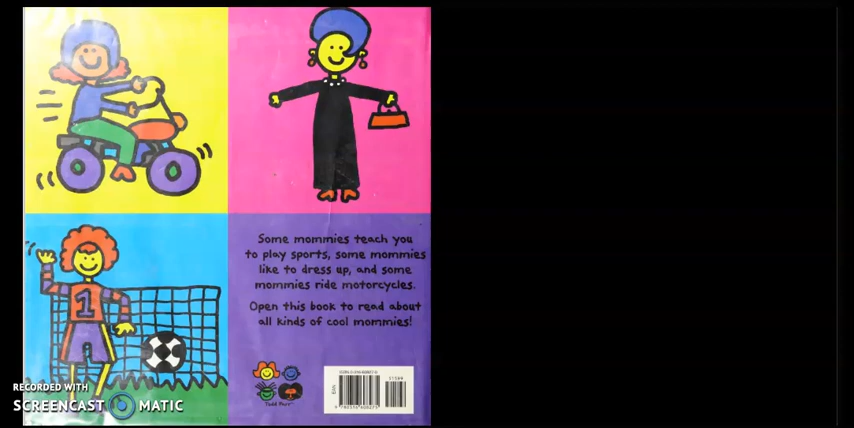 Some mommies teach you
to play sports, some mommies
like to dress up, and some
mommies ride motorcycles.
Open this book to read about
all kinds of cool mommies!
1
Todd Parr
RECORDED WITH
SCREENCAST MATIC